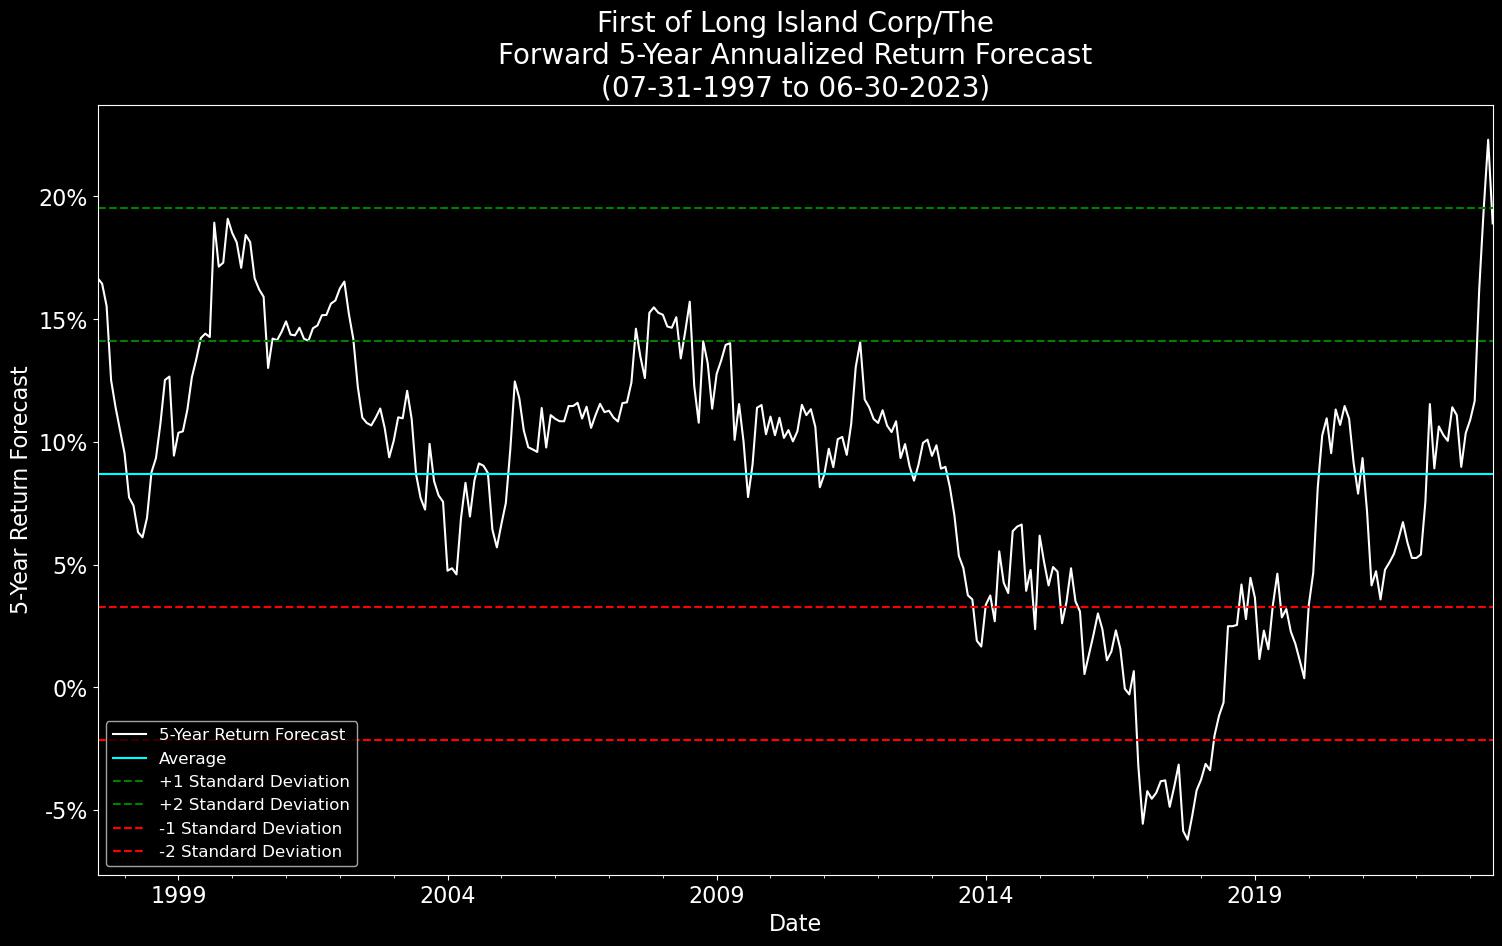 First of Long Island Corp/The
Forward 5-Year Annualized Return Forecast
(07-31-1997 to 06-30-2023)
5-Year Return Forecast
20%
15%
10%
5%
0%
-5%
5-Year Return Forecast
Average
+1 Standard Deviation
+2 Standard Deviation
-1 Standard Deviation
-2 Standard Deviation
1999 2004 2009 2014 2019
Date